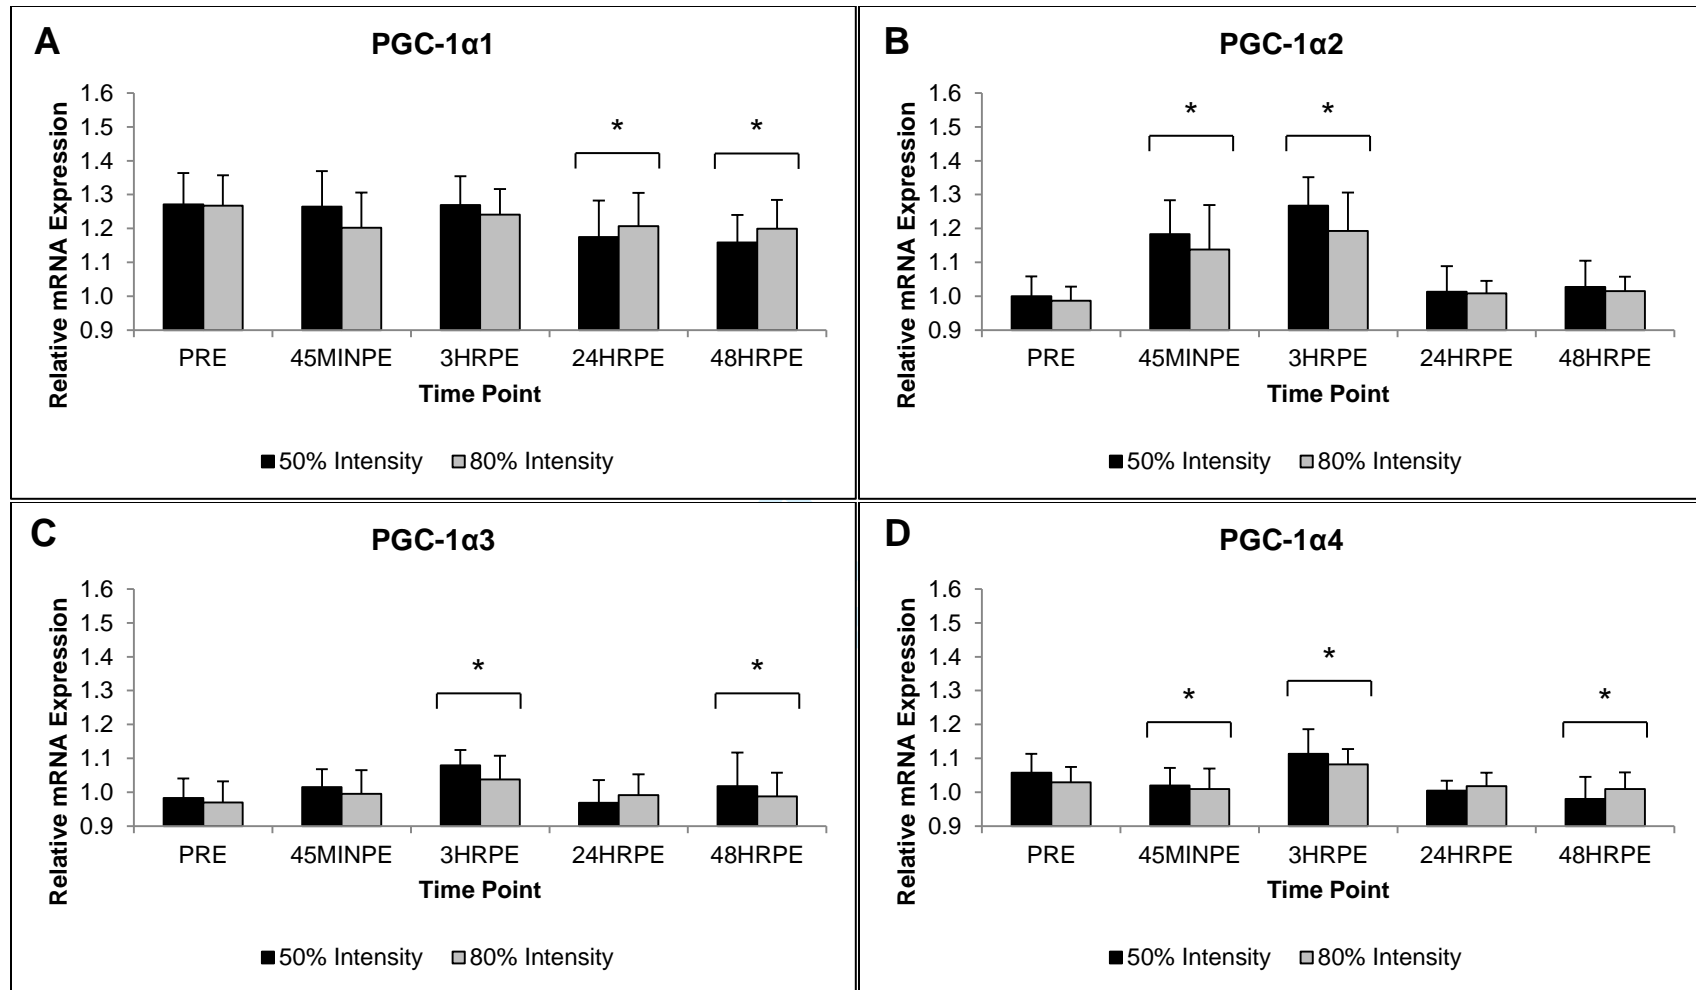 A
PGC-1α1
Relative mRNA Expression
1.6
1.5
1.4
1.3
1.2
1.1
1.0
0.9
*
*
PRE 45MINPE 3HRPE 24HRPE 48HRPE
Time Point
50% Intensity 80% Intensity
B
PGC-1α2
Relative mRNA Expression
1.6
1.5
1.4
1.3
1.2
1.1
1.0
0.9
*
*
PRE 45MINPE 3HRPE 24HRPE 48HRPE
Time Point
50% Intensity 80% Intensity
C
PGC-1α3
Relative mRNA Expression
1.6
1.5
1.4
1.3
1.2
1.1
1.0
0.9
*
*
PRE 45MINPE 3HRPE 24HRPE 48HRPE
Time Point
50% Intensity 80% Intensity
D
PGC-1α4
Relative mRNA Expression
1.6
1.5
1.4
1.3
1.2
1.1
1.0
0.9
*
*
*
PRE 45MINPE 3HRPE 24HRPE 48HRPE
Time Point
50% Intensity 80% Intensity